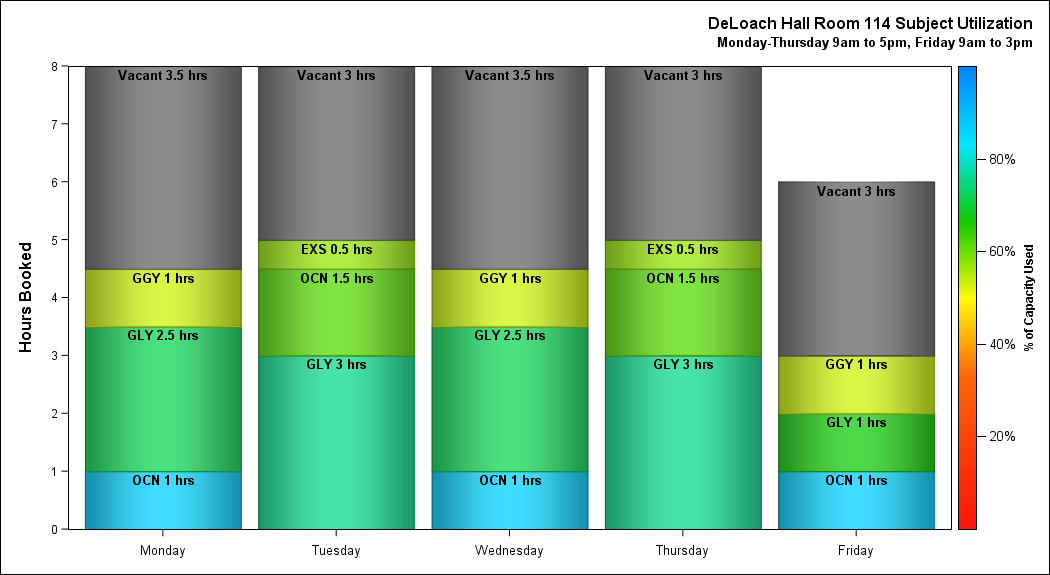 DeLoach Hall Room 114 Subject Utilization
Monday-Thursday 9am to 5pm, Friday 9am to 3pm
Hours Booked
8
7
6
5
4
3
2
1
0
Vacant 3.5 hrs
GGY 1 hrs
GLY 2.5 hrs
OCN 1 hrs
Monday
Vacant 3 hrs
EXS 0.5 hrs
OCN 1.5 hrs
GLY 3 hrs
Tuesday
Vacant 3.5 hrs
GGY 1 hrs
GLY 2.5 hrs
OCN 1 hrs
Wednesday
Vacant 3 hrs
EXS 0.5 hrs
OCN 1.5 hrs
GLY 3 hrs
Thursday
Vacant 3 hrs
GGY 1 hrs
GLY 1 hrs
OCN 1 hrs
Friday
80%
60%
40%
20%
% of Capacity Used